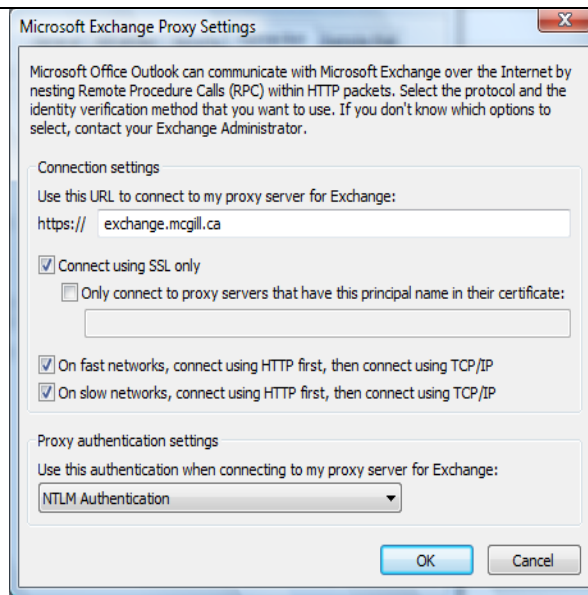 Microsoft Exchange Proxy Settings
Microsoft Office Outlook can communicate with Microsoft Exchange over the Internet by
nesting Remote Procedure Calls (RPC) within HTTP packets. Select the protocol and the
identity verification method that you want to use. If you don't know which options to
select, contact your Exchange Administrator.
Connection settings
Use this URL to connect to my proxy server for Exchange:
https:// exchange.mcgill.ca
Connect using SSL only
Only connect to proxy servers that have this principal name in their certificate:
On fast networks, connect using HTTP first, then connect using TCP/IP
On slow networks, connect using HTTP first, then connect using TCP/IP
Proxy authentication settings
Use this authentication when connecting to my proxy server for Exchange:
NTLM Authentication
OK Cancel